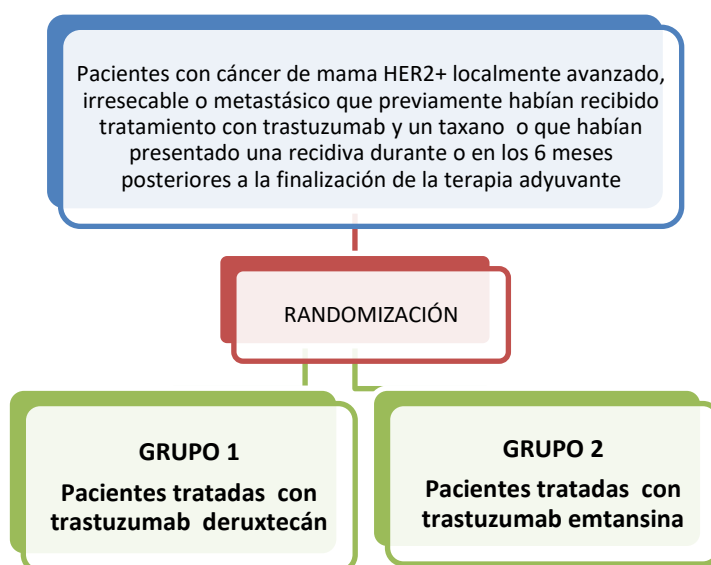 Pacientes con cáncer de mama HER2+ localmente avanzado,
irresecable o metastásico que previamente habían recibido
tratamiento con trastuzumab y un taxano o que habían
presentado una recidiva durante o en los 6 meses
posteriores a la finalización de la terapia adyuvante
RANDOMIZACIÓN
GRUPO 1
Pacientes tratadas con
trastuzumab deruxtecán
GRUPO 2
Pacientes tratadas con
trastuzumab emtansina